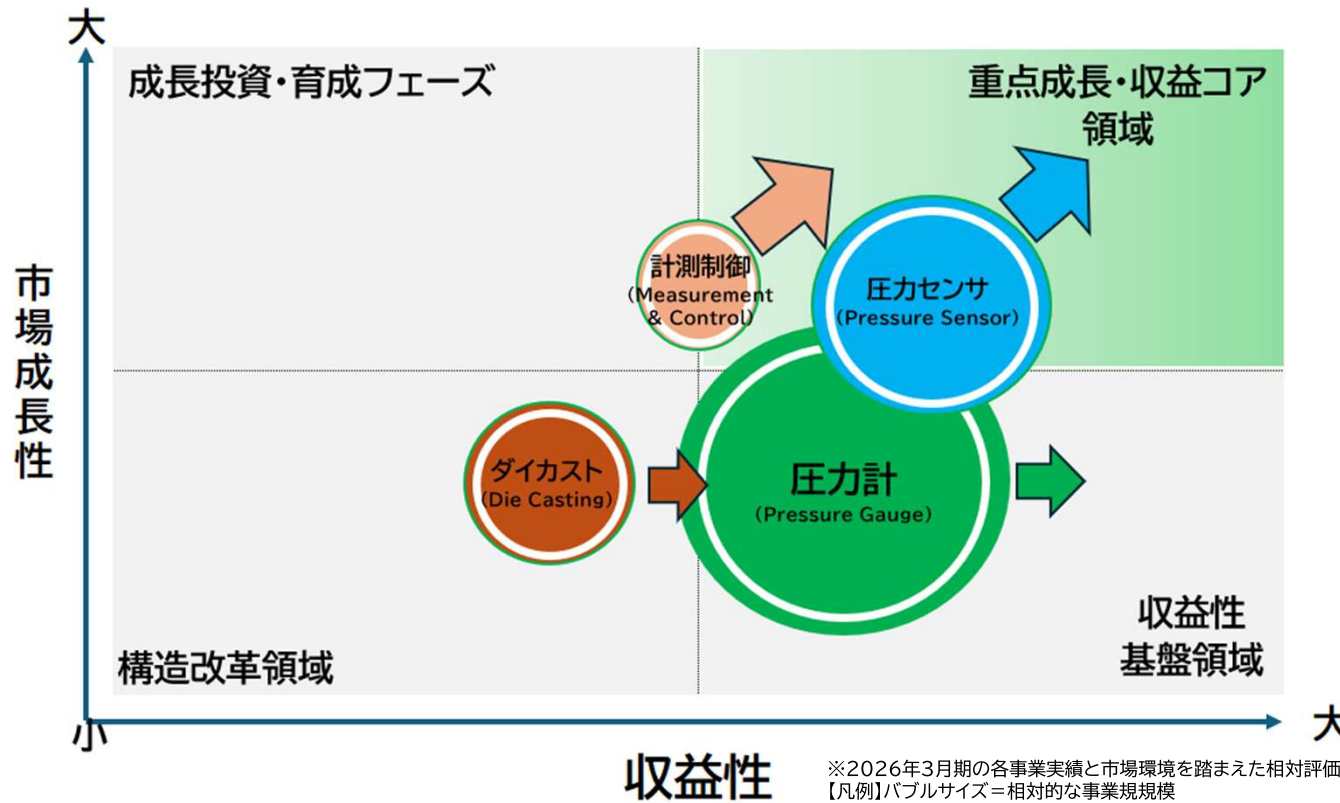 大
成長投資・育成フェーズ
重点成長・収益コア
領域
市場成長性
計測制御
(Measurement
& Control)
圧力センサ
(Pressure Sensor)
ダイカスト
(Die Casting)
圧力計
(Pressure Gauge)
収益性
基盤領域
構造改革領域
小
大
収益性
※2026年3月期の各事業実績と市場環境を踏まえた相対評価
【凡例】バブルサイズ＝相対的な事業規規模